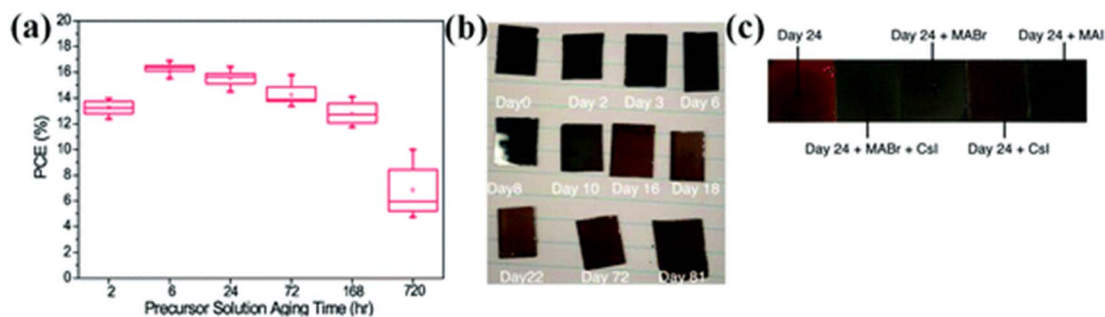 (a)
20
18
16
14
12
10
8
6
4
2
0
PCE (%)
2 6 24 72 168 720
Precursor Solution Aging Time (hr)
(b)
Day0 Day 2 Day 3 Day 6
Day8 Day 10 Day 16 Day 18
Day22 Day 72 Day 81
(c)
Day 24 Day 24 + MABr Day 24 + MAI
Day 24 + MABr + CsI Day 24 + CsI